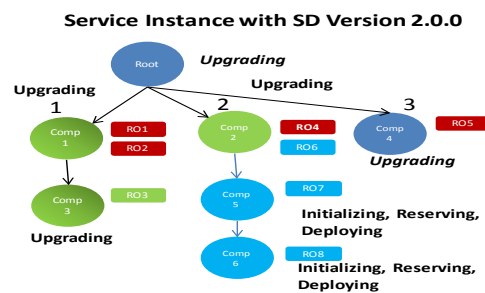 Service Instance with SD Version 2.0.0
Root
Upgrading
Upgrading
Upgrading
1
2
3
Comp
1
RO1
RO2
Comp
2
RO4
RO6
Comp
4
RO5
Upgrading
Comp
3
RO3
Upgrading
Comp
5
RO7
Initializing, Reserving,
Deploying
Comp
6
RO8
Initializing, Reserving,
Deploying